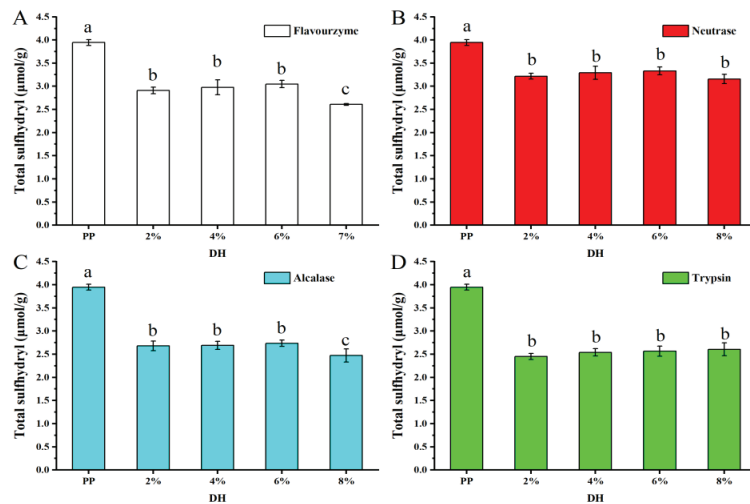 A
Flavourzyme
Total sulfhydryl (μmol/g)
4.5
4.0
3.5
3.0
2.5
2.0
1.5
1.0
0.5
0.0
a
b
b
b
c
PP
2%
4%
6%
7%
DH
B
Neutrase
Total sulfhydryl (μmol/g)
4.5
4.0
3.5
3.0
2.5
2.0
1.5
1.0
0.5
0.0
a
b
b
b
b
PP
2%
4%
6%
8%
DH
C
Alcalase
Total sulfhydryl (μmol/g)
4.5
4.0
3.5
3.0
2.5
2.0
1.5
1.0
0.5
0.0
a
b
b
b
c
PP
2%
4%
6%
8%
DH
D
Trypsin
Total sulfhydryl (μmol/g)
4.5
4.0
3.5
3.0
2.5
2.0
1.5
1.0
0.5
0.0
a
b
b
b
b
PP
2%
4%
6%
8%
DH